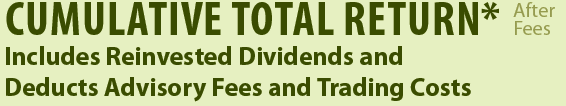 CUMULATIVE TOTAL RETURN* After
Fees
Includes Reinvested Dividends and
Deducts Advisory Fees and Trading Costs